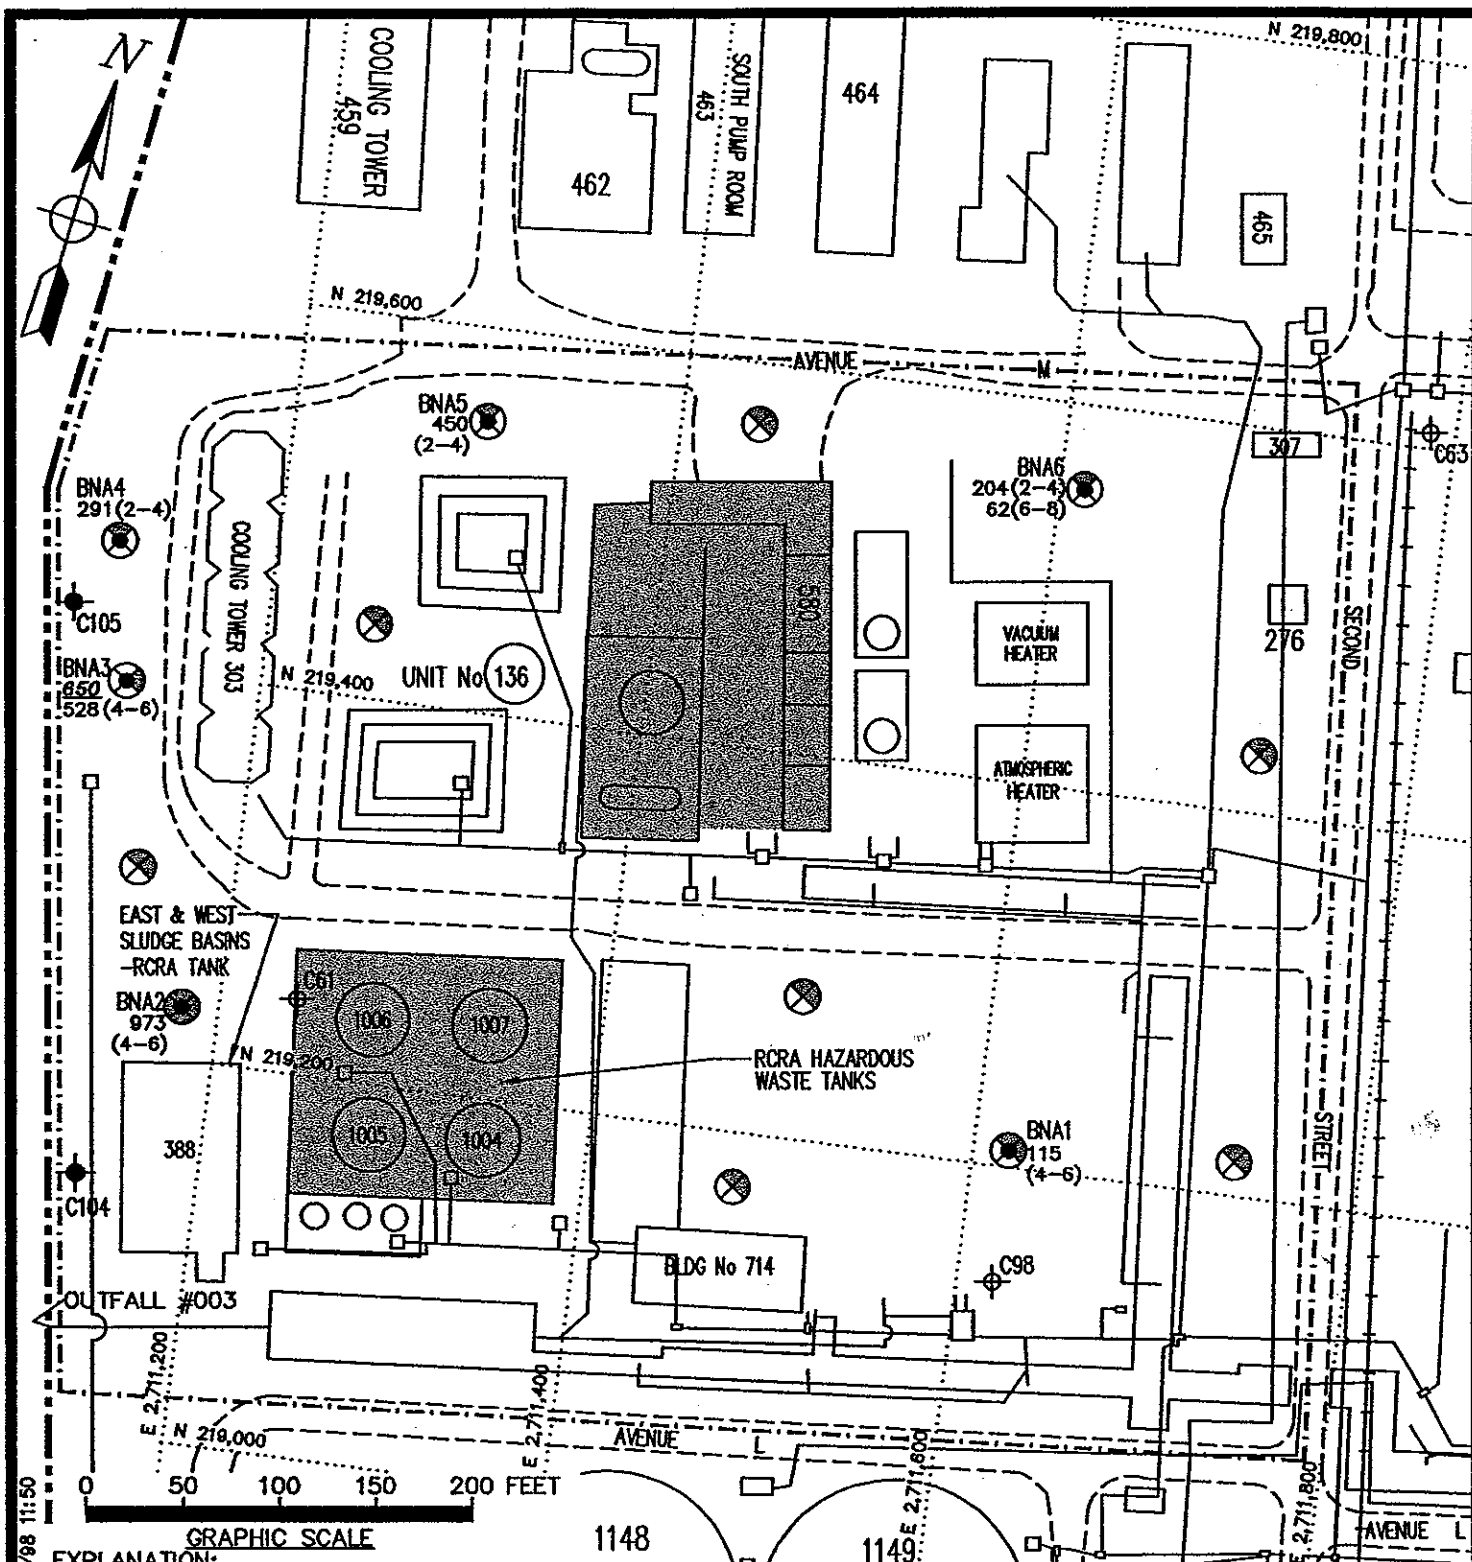 N
N 219,800
COOLING TOWER
459
462
SOUTH PUMP ROOM
463
464
465
N 219,600
AVENUE M
BNA5
450
(2-4)
BNA4
291(2-4)
BNA6
204(2-4)
62(6-8)
307
C63
C105
COOLING TOWER 303
580
VACUUM
HEATER
276
SECOND
BNA3
650
528(4-6)
N 219,400
UNIT No 136
ATMOSPHERIC
HEATER
EAST & WEST
SLUDGE BASINS
-RCRA TANK
BNA2
973
(4-6)
C61
1006
1007
N 219,200
RCRA HAZARDOUS
WASTE TANKS
388
1005
1004
BNA1
115
(4-6)
STREET
C104
BLDG No 714
C98
OUTFALL #003
E 2,711,200
E 2,711,400
E 2,711,600
E 2,711,800
N 219,000
AVENUE L
0 50 100 150 200 FEET
GRAPHIC SCALE
1148
1149
AVENUE L
/98 11:50
EXPLANATION: